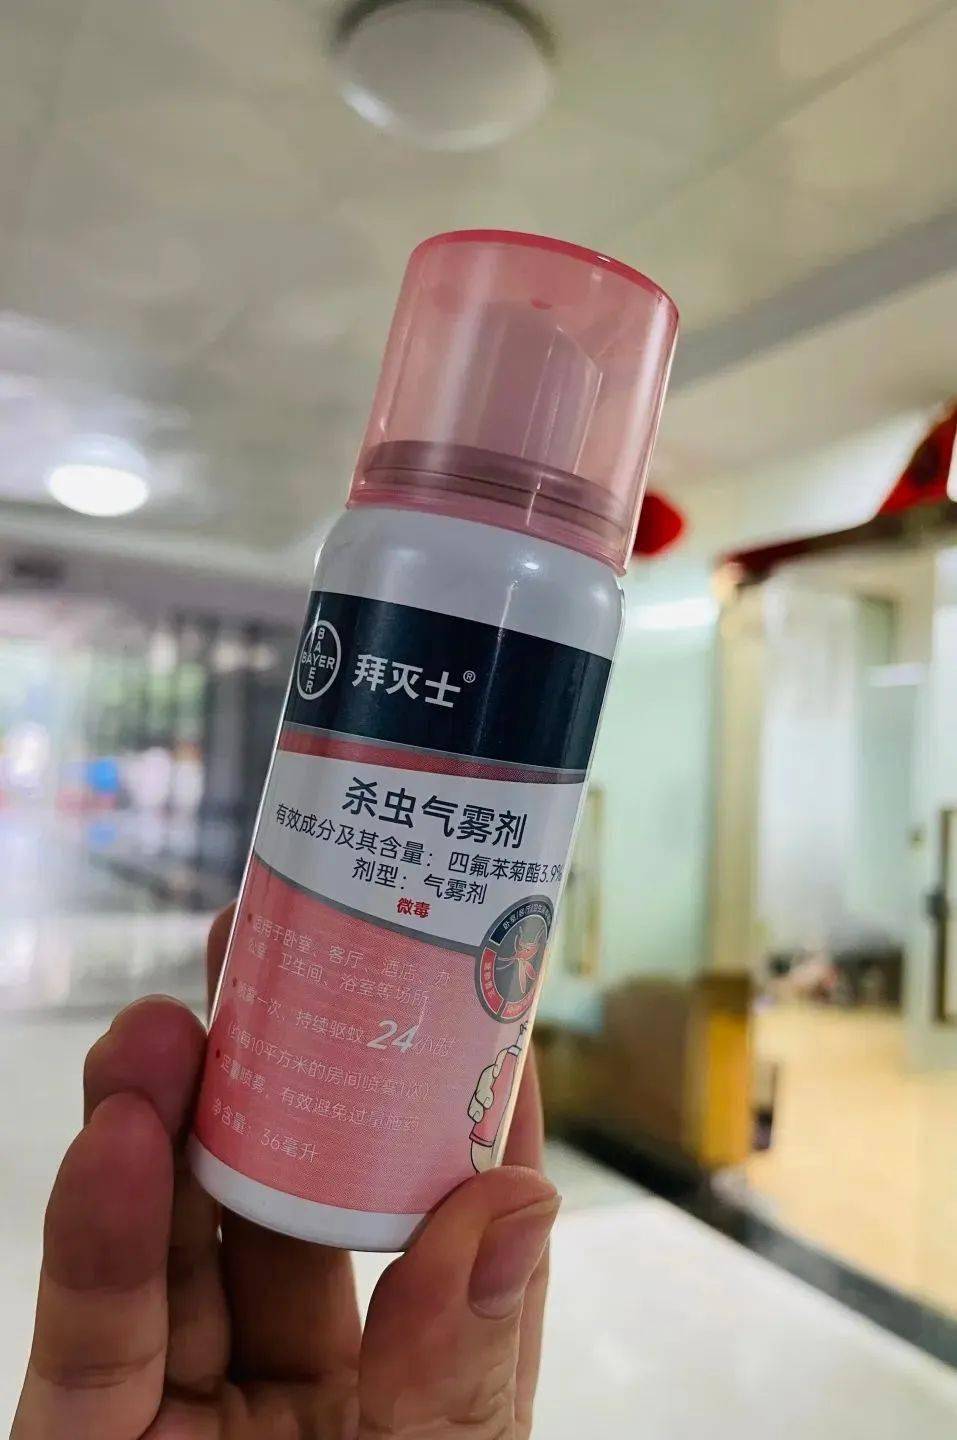 BAYER
BAYER
拜灭士®
杀虫气雾剂
有效成分及其含量：四氟苯菊酯3.9%
剂型：气雾剂
微毒
•适用于卧室、客厅、酒店、办
公室、卫生间、浴室等场所
•喷雾一次，持续驱蚊24小时
（约每10平方米的房间喷雾1次）
•定量喷雾，有效避免过量施药
净含量：36毫升